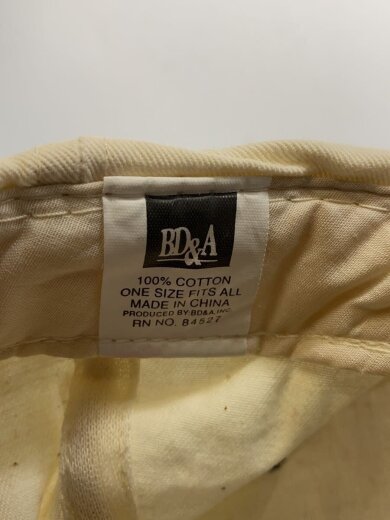 BD&A
100% COTTON
ONE SIZE FITS ALL
MADE IN CHINA
PRODUCED BY BD&A, INC
RN NO. 84527